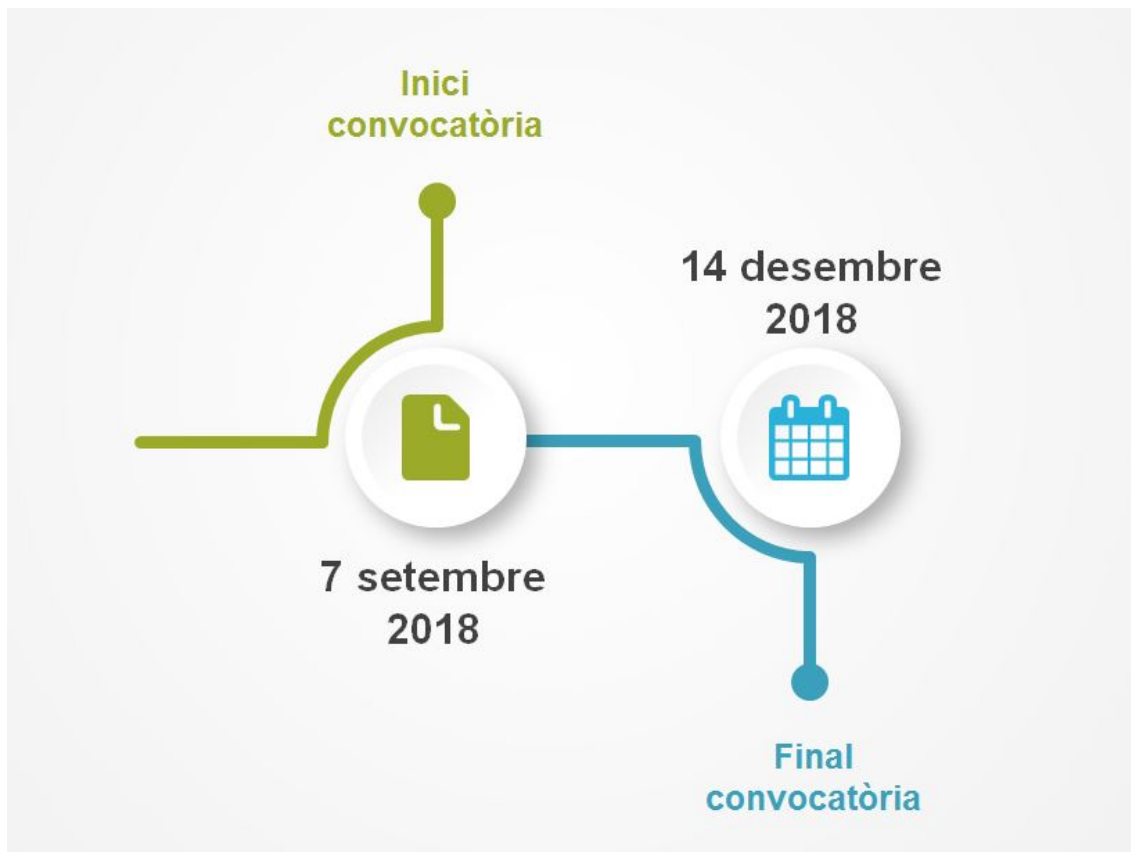 Inici
convocatòria
7 setembre
2018
14 desembre
2018
Final
convocatòria